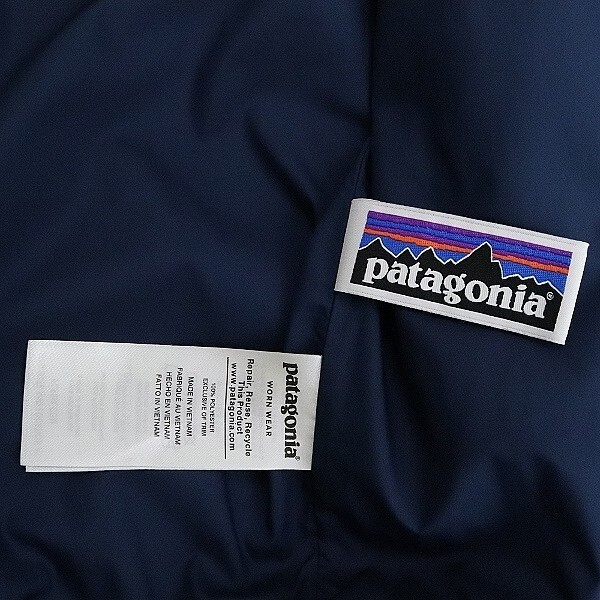 patagonia®
patagonia®
WORN WEAR
Repair, Reuse, Recycle
This Product
www.patagonia.com
100% POLYESTER
EXCLUSIVE OF TRIM
MADE IN VIETNAM
FABRIQUÉ AU VIETNAM
HECHO EN VIETNAM
FATTO IN VIETNAM